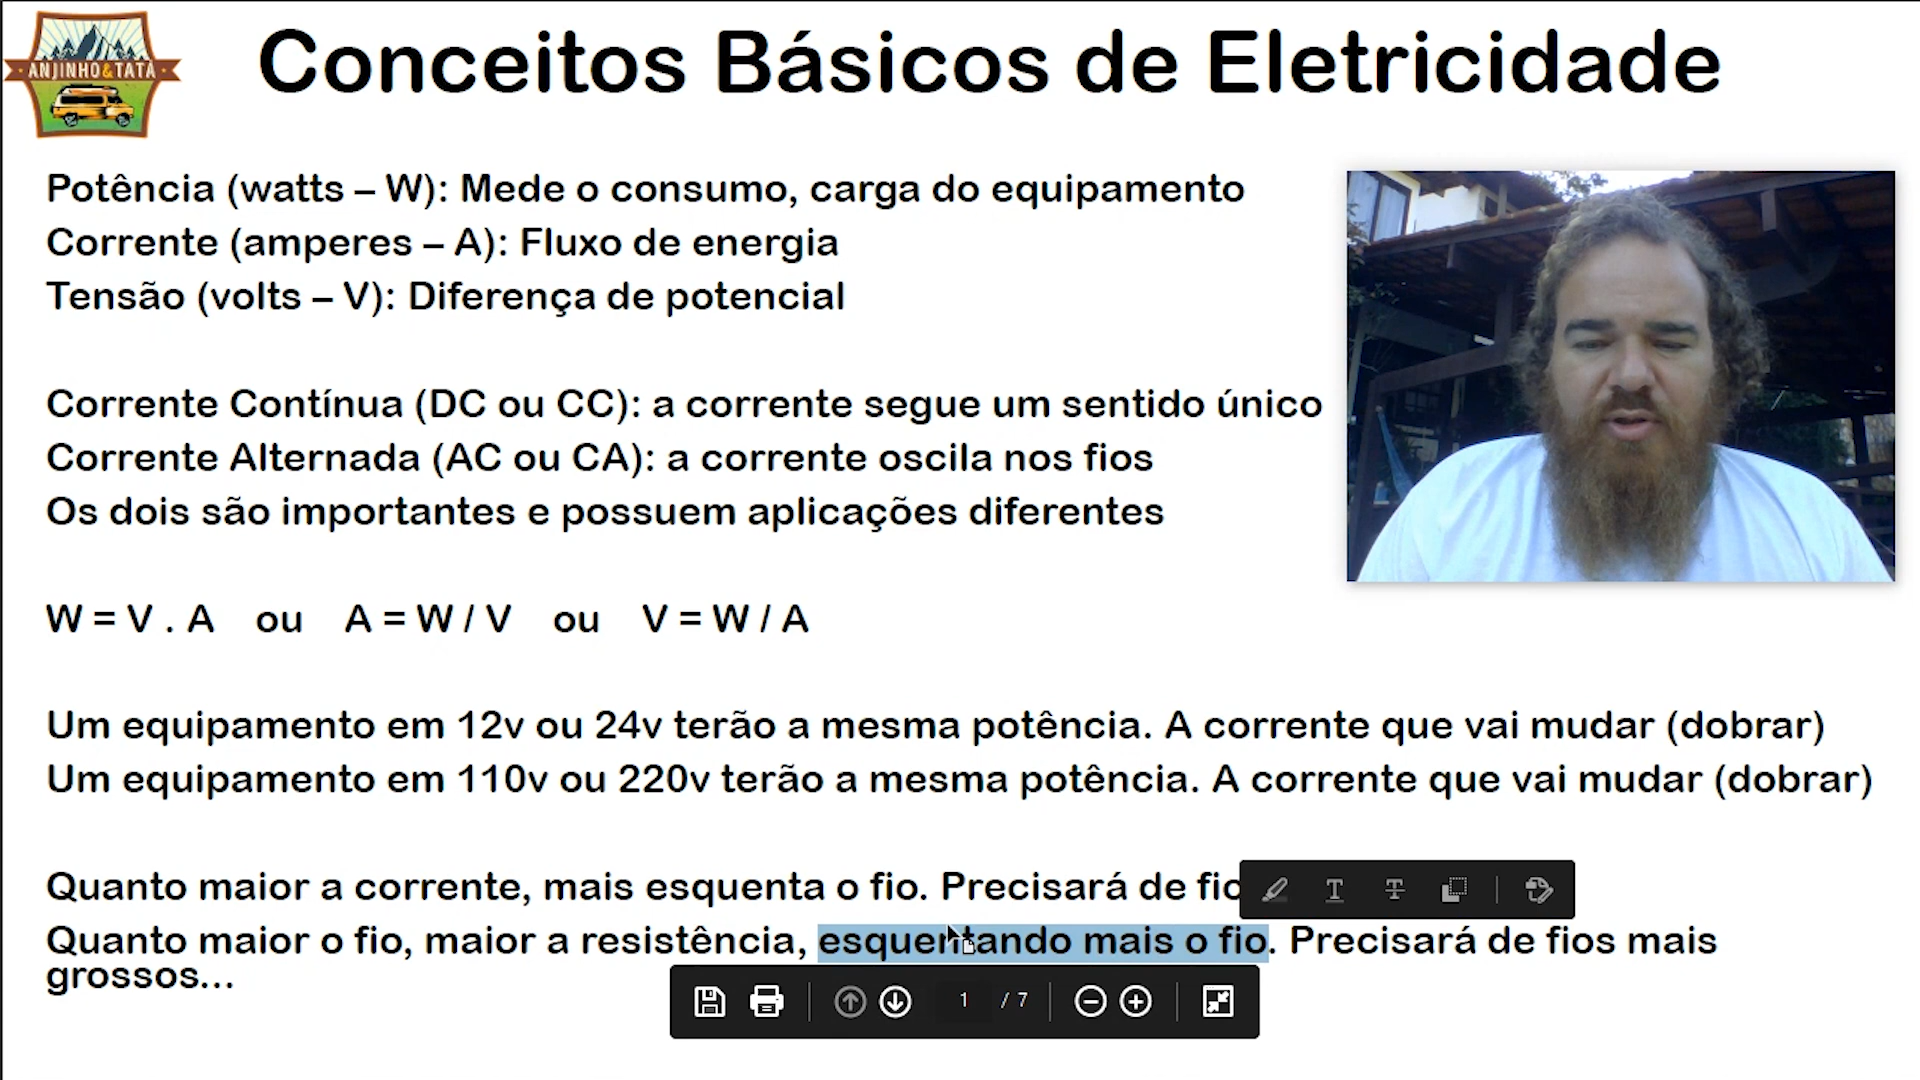 ANJINHO&TATÁ
Conceitos Básicos de Eletricidade
Potência (watts – W): Mede o consumo, carga do equipamento
Corrente (amperes – A): Fluxo de energia
Tensão (volts – V): Diferença de potencial
Corrente Contínua (DC ou CC): a corrente segue um sentido único
Corrente Alternada (AC ou CA): a corrente oscila nos fios
Os dois são importantes e possuem aplicações diferentes
W = V . A ou A = W / V ou V = W / A
Um equipamento em 12v ou 24v terão a mesma potência. A corrente que vai mudar (dobrar)
Um equipamento em 110v ou 220v terão a mesma potência. A corrente que vai mudar (dobrar)
Quanto maior a corrente, mais esquenta o fio. Precisará de fio
Quanto maior o fio, maior a resistência, esquentando mais o fio. Precisará de fios mais
grossos...
1 / 7